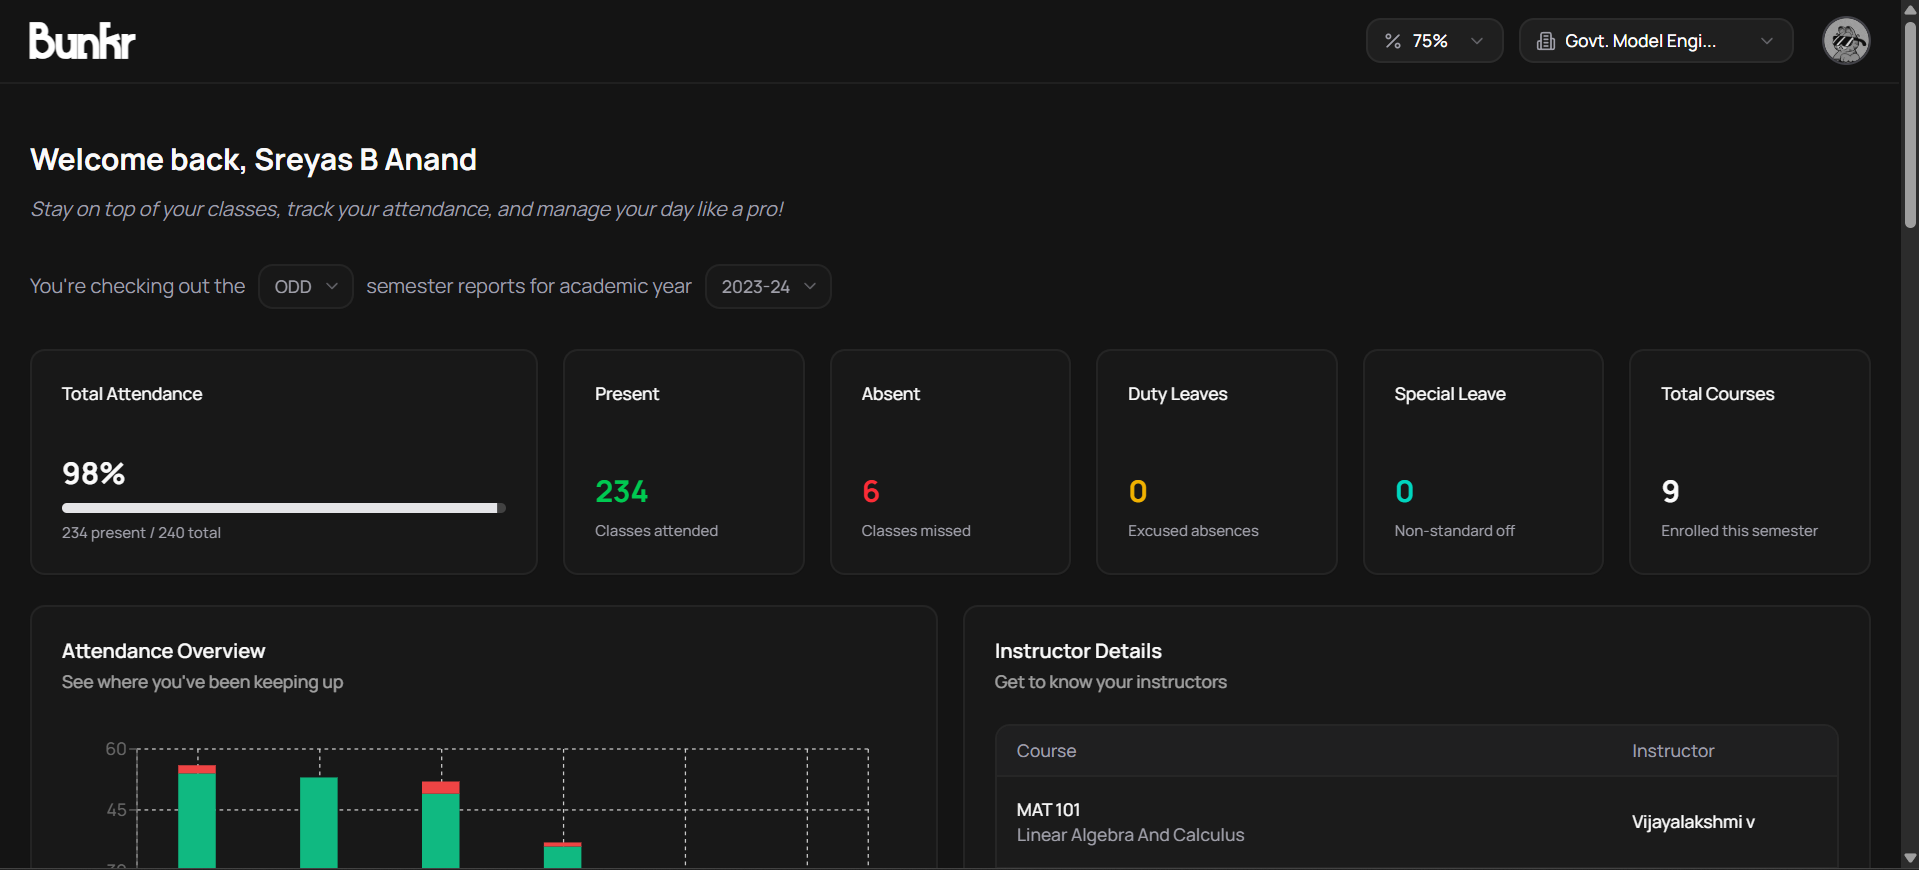 Bunkr
75%
Govt. Model Engi...
Welcome back, Sreyas B Anand
Stay on top of your classes, track your attendance, and manage your day like a pro!
You're checking out the ODD semester reports for academic year 2023-24
Total Attendance
98%
234 present / 240 total
Present
234
Classes attended
Absent
6
Classes missed
Duty Leaves
0
Excused absences
Special Leave
0
Non-standard off
Total Courses
9
Enrolled this semester
Attendance Overview
See where you've been keeping up
60
45
Instructor Details
Get to know your instructors
Course Instructor
MAT 101
Linear Algebra And Calculus
Vijayalakshmi v